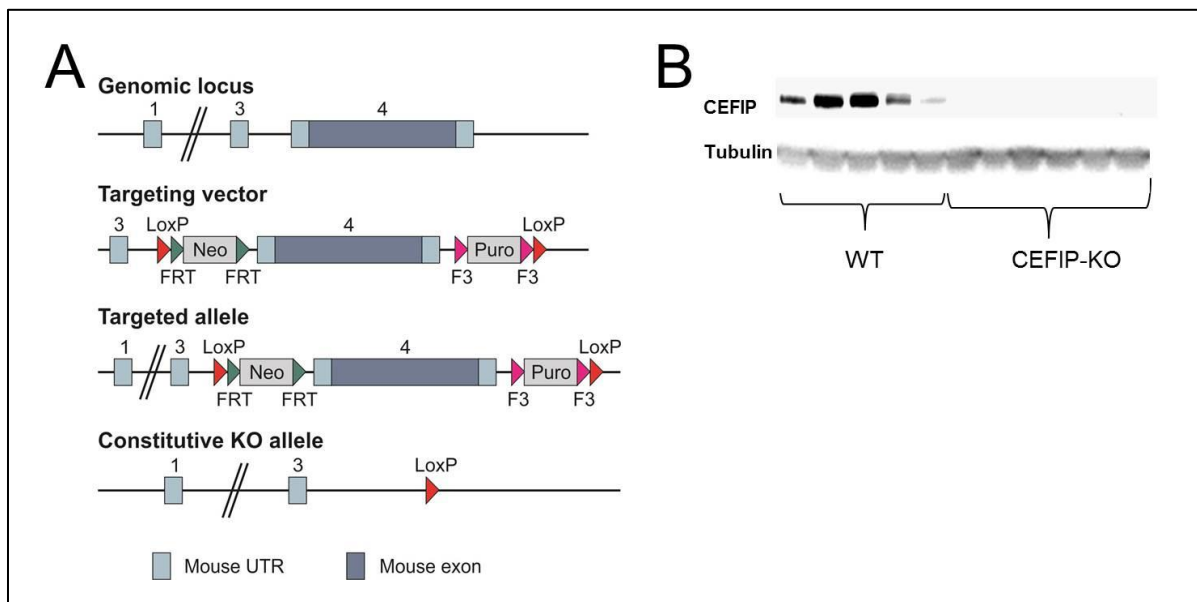 A
Genomic locus
1 3 4
Targeting vector
3 LoxP Neo 4 Puro LoxP
FRT FRT F3 F3
Targeted allele
1 3 LoxP Neo 4 Puro LoxP
FRT FRT F3 F3
Constitutive KO allele
1 3 LoxP
Mouse UTR Mouse exon
B
CEFIP
Tubulin
WT CEFIP-KO